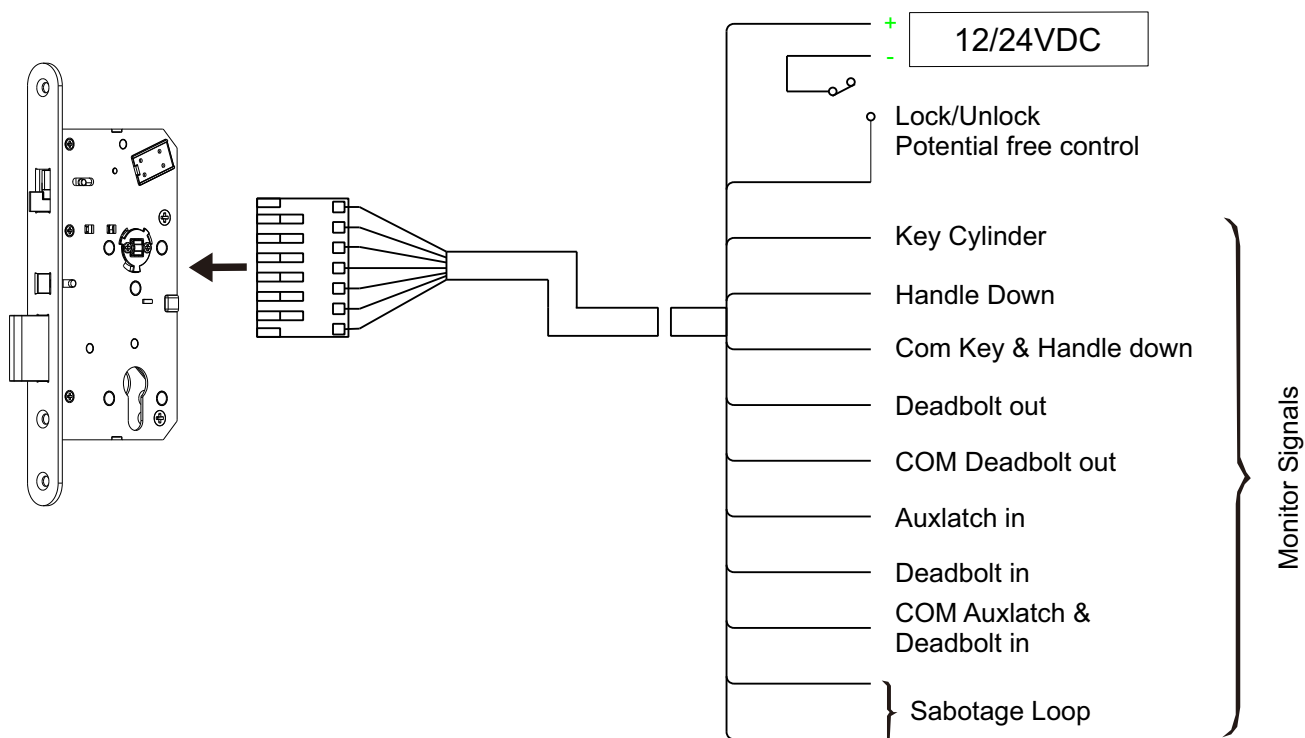 +
12/24VDC
-
Lock/Unlock
Potential free control
Key Cylinder
Handle Down
Com Key & Handle down
Deadbolt out
COM Deadbolt out
Auxlatch in
Deadbolt in
COM Auxlatch &
Deadbolt in
Sabotage Loop
Monitor Signals